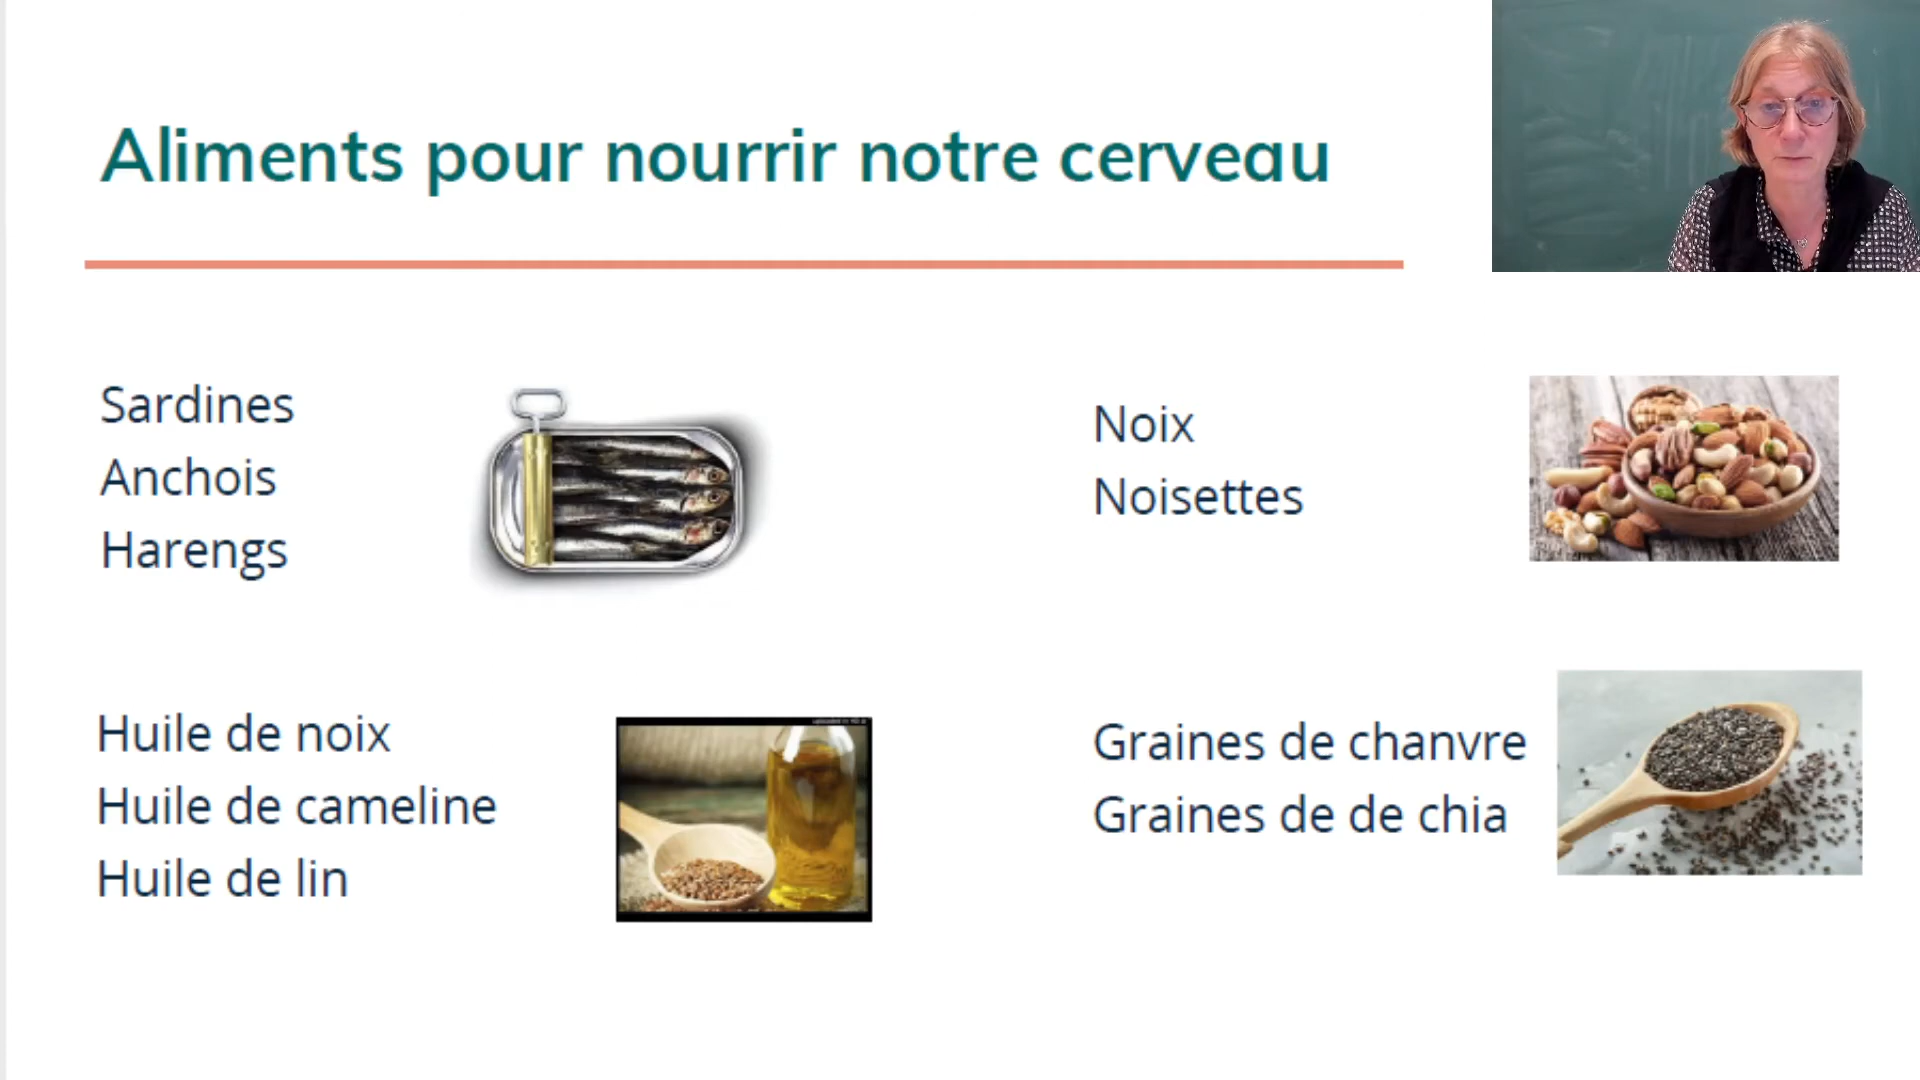 Aliments pour nourrir notre cerveau
Sardines
Anchois
Harengs
Noix
Noisettes
Huile de noix
Huile de cameline
Huile de lin
Graines de chanvre
Graines de de chia